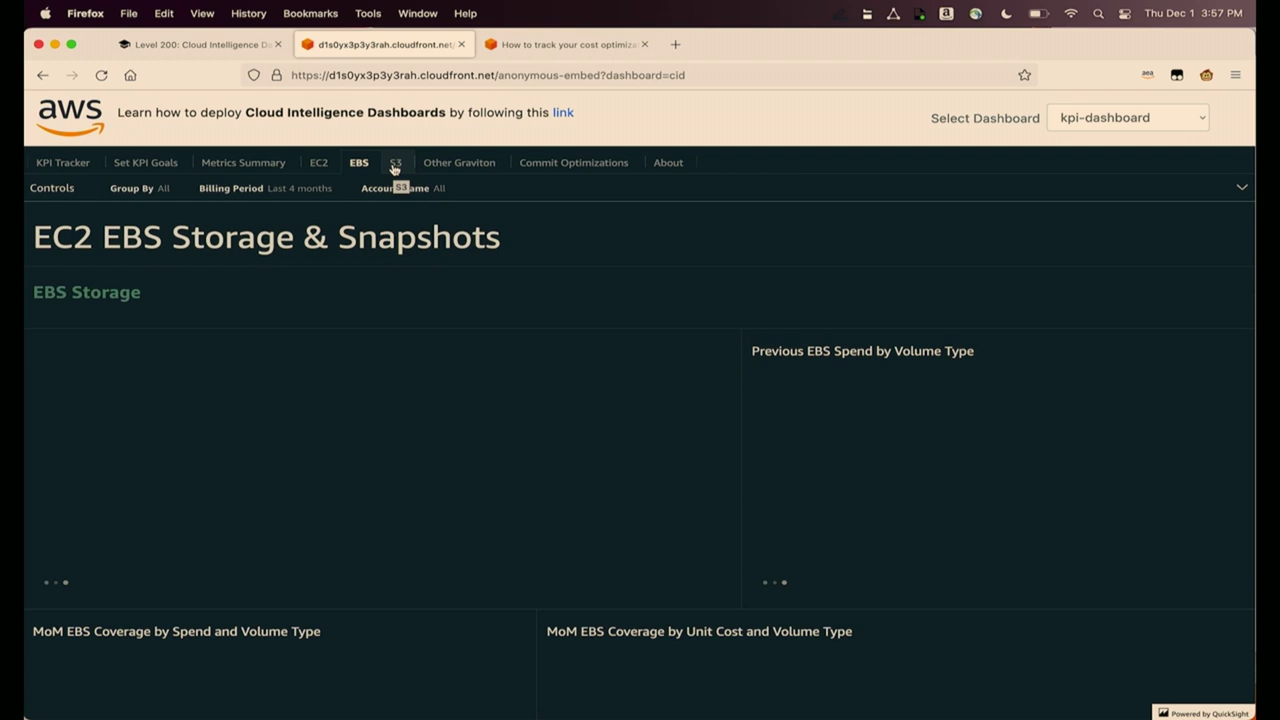 Firefox File Edit View History Bookmarks Tools Window Help Thu Dec 1 3:57 PM
Level 200: Cloud Intelligence Da
d1s0yx3p3y3rah.cloudfront.net/
How to track your cost optimiza
https://d1s0yx3p3y3rah.cloudfront.net/anonymous-embed?dashboard=cid
aws
Learn how to deploy Cloud Intelligence Dashboards by following this link
Select Dashboard kpi-dashboard
KPI Tracker Set KPI Goals Metrics Summary EC2 EBS S3 Other Graviton Commit Optimizations About
Controls Group By All Billing Period Last 4 months Accou ame All
S3
EC2 EBS Storage & Snapshots
EBS Storage
Previous EBS Spend by Volume Type
MoM EBS Coverage by Spend and Volume Type
MoM EBS Coverage by Unit Cost and Volume Type
Powered by QuickSight